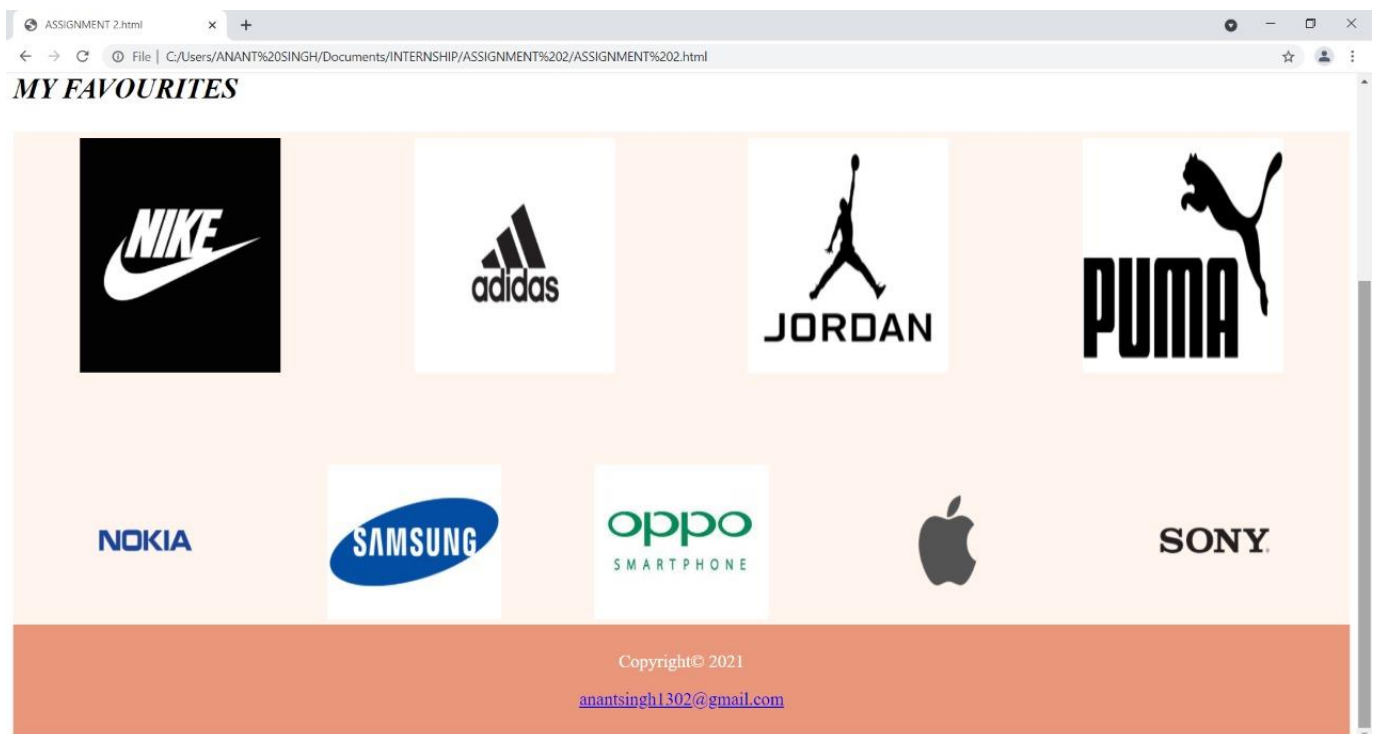 ASSIGNMENT 2.html
File | C:/Users/ANANT%20SINGH/Documents/INTERNSHIP/ASSIGNMENT%202/ASSIGNMENT%202.html
MY FAVOURITES
NIKE
adidas
JORDAN
PUMA
NOKIA
SAMSUNG
oppo
SMARTPHONE
SONY
Copyright© 2021
anantsingh1302@gmail.com